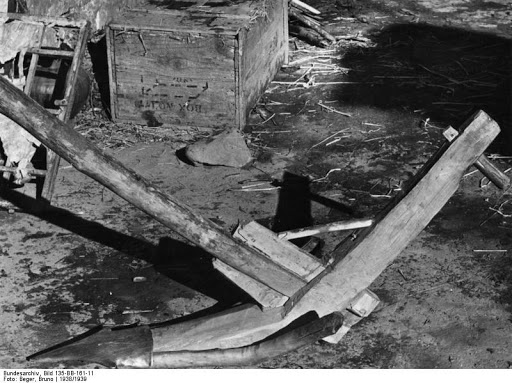 Bundesarchiv, Bild 135-BB-161-11
Foto: Beger, Bruno | 1938/1939